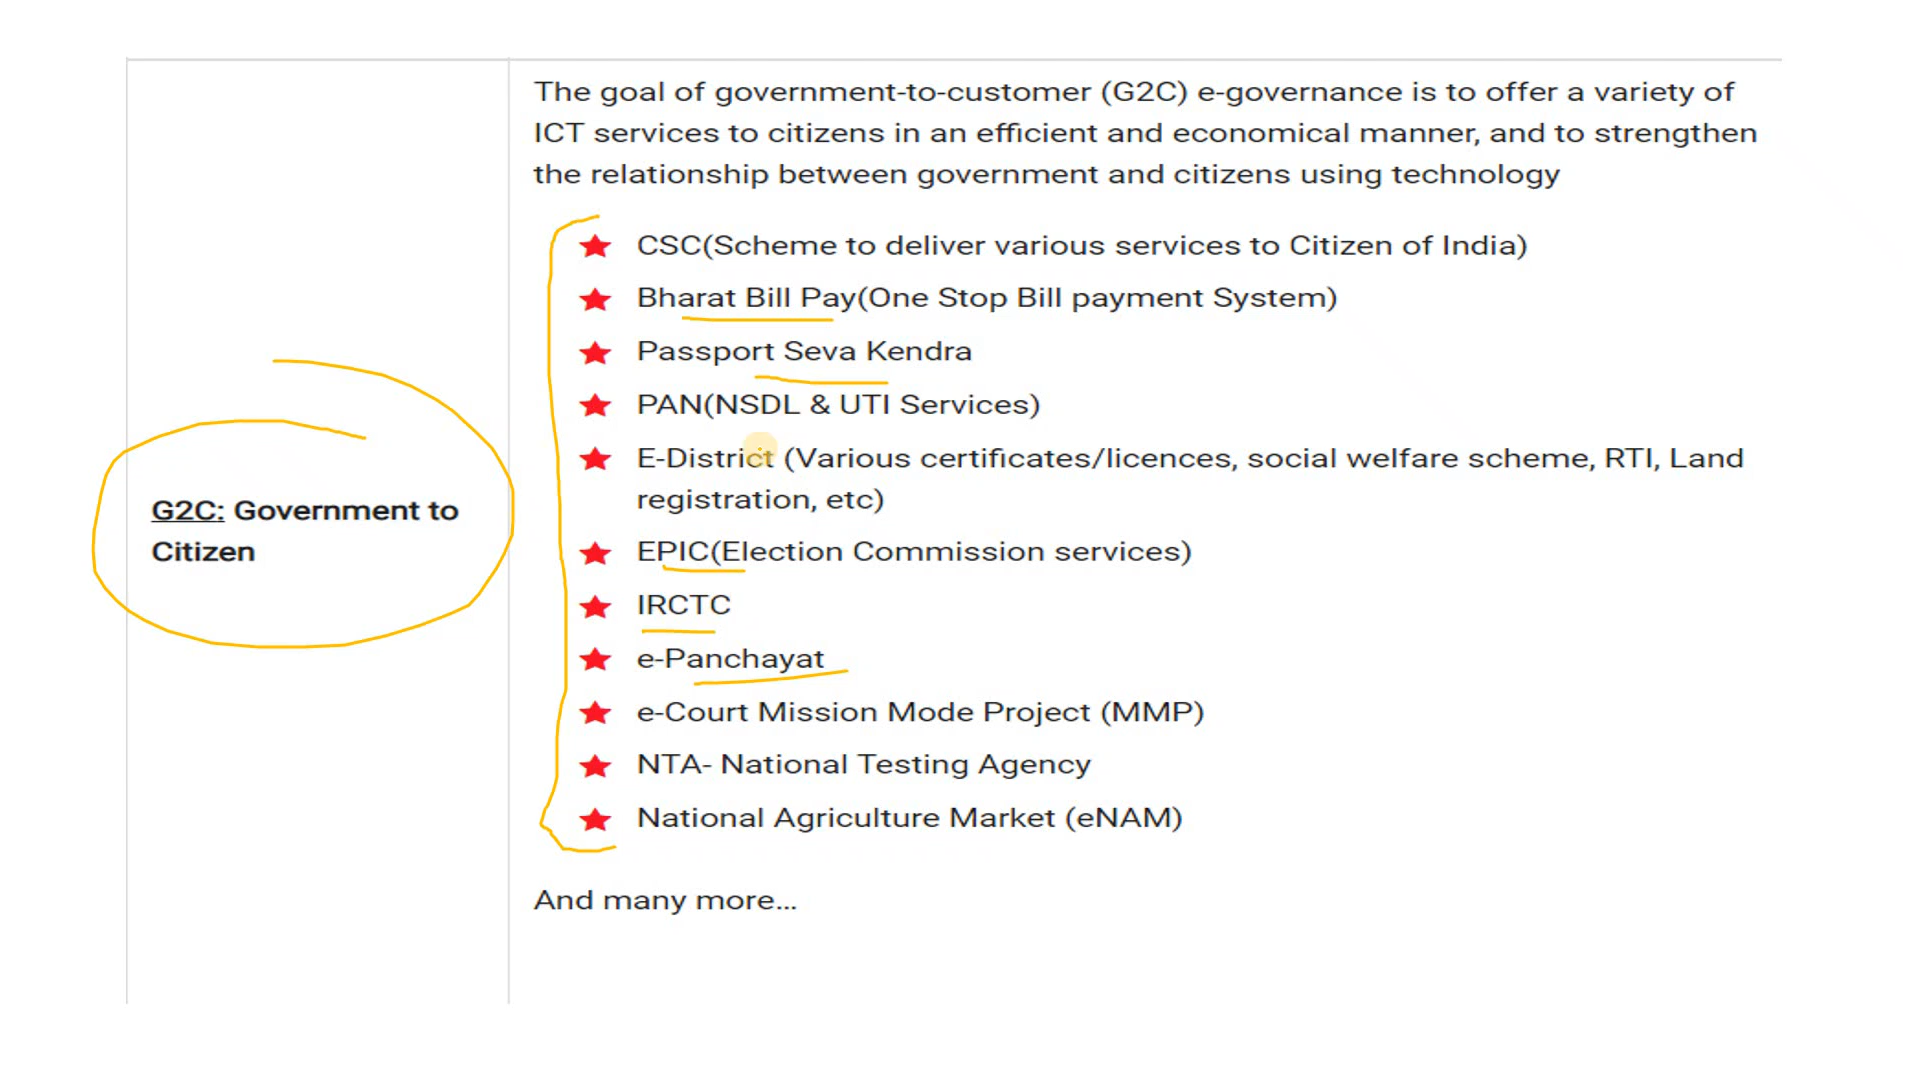 The goal of government-to-customer (G2C) e-governance is to offer a variety of
ICT services to citizens in an efficient and economical manner, and to strengthen
the relationship between government and citizens using technology
CSC(Scheme to deliver various services to Citizen of India)
Bharat Bill Pay(One Stop Bill payment System)
Passport Seva Kendra
PAN(NSDL & UTI Services)
E-District (Various certificates/licences, social welfare scheme, RTI, Land
registration, etc)
G2C: Government to
Citizen
EPIC(Election Commission services)
IRCTC
e-Panchayat
e-Court Mission Mode Project (MMP)
NTA- National Testing Agency
National Agriculture Market (eNAM)
And many more...